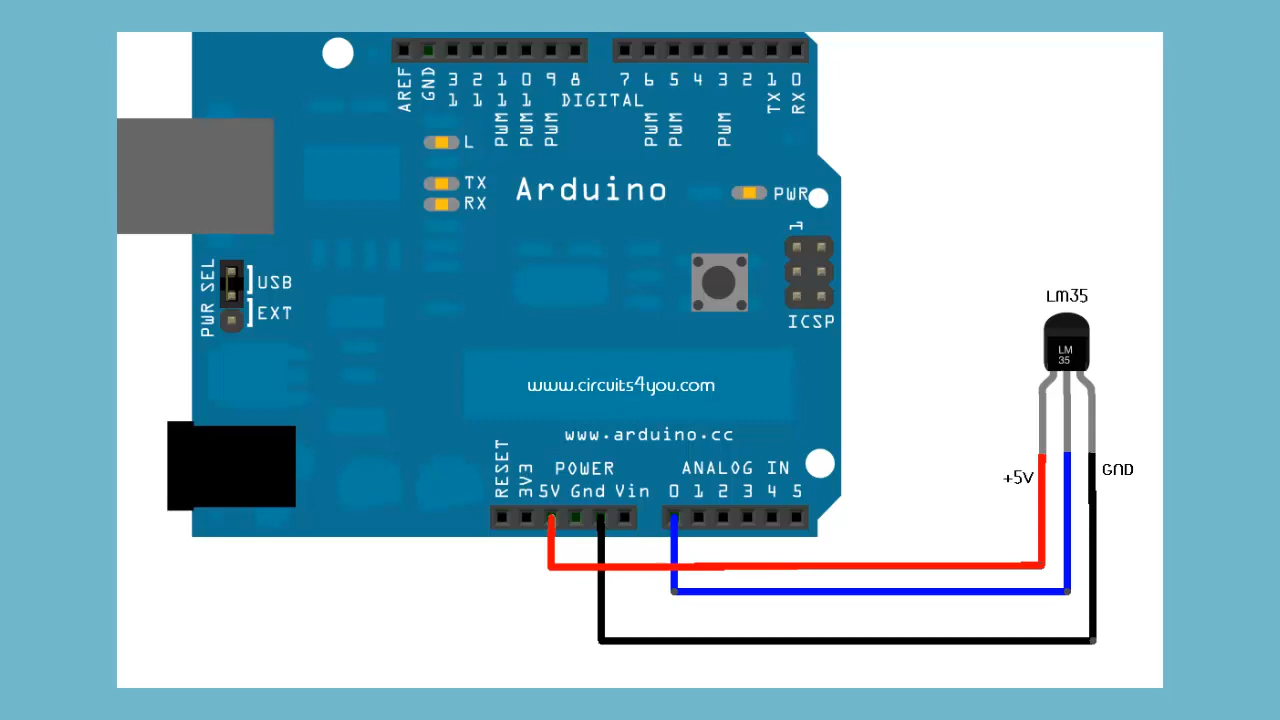 AREF GND 13 12 11 10 9 8 7 6 5 4 3 2 1 0
PWM PWM PWM DIGITAL PWM PWM PWM TX RX
L
TX
RX
Arduino
PWR
1
PWR SEL
USB
EXT
ICSP
LM35
LM
35
www.circuits4you.com
www.arduino.cc
POWER ANALOG IN
RESET 3V3 5V Gnd Vin 0 1 2 3 4 5
+5V
GND